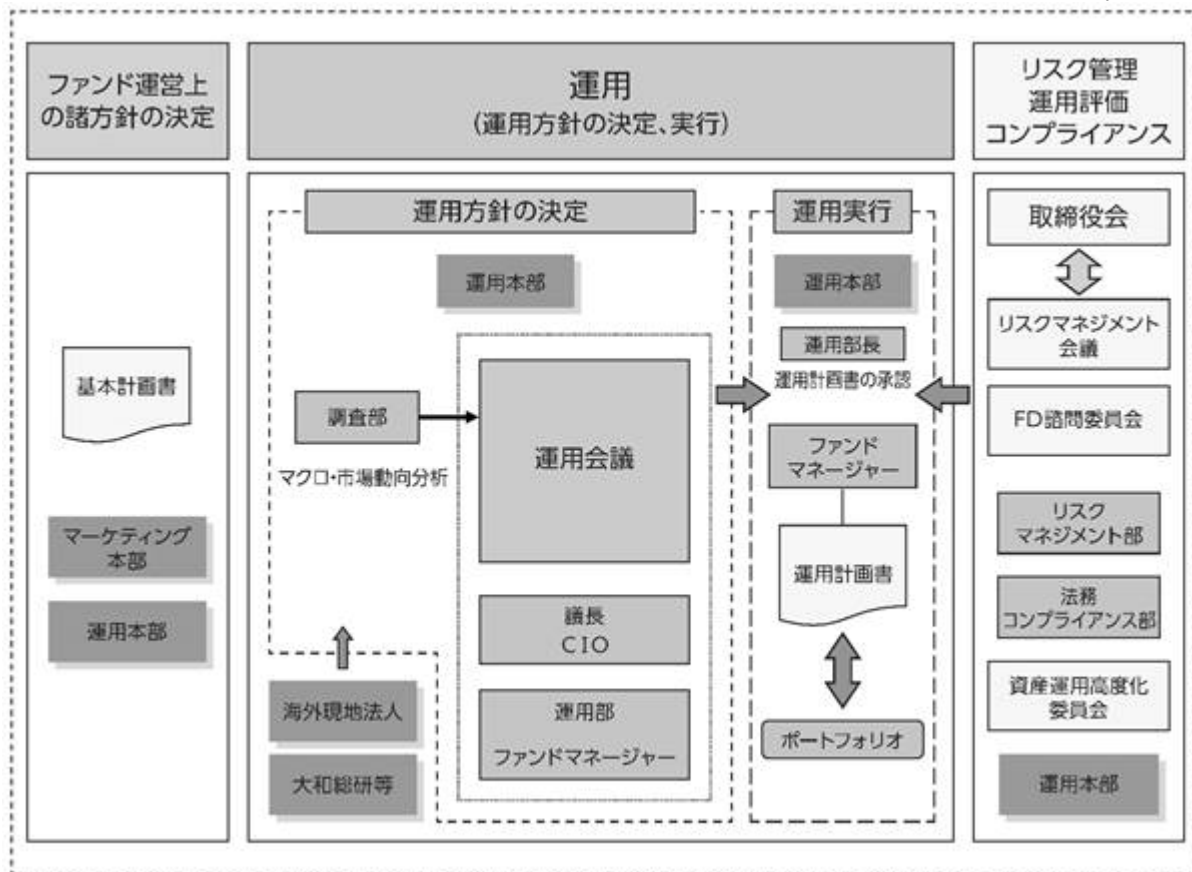 ファンド運営上
の諸方針の決定
運用
(運用方針の決定、実行)
リスク管理
運用評価
コンプライアンス
基本計画書
マーケティング
本部
運用本部
運用方針の決定
運用本部
調査部
マクロ・市場動向分析
運用会議
議長
CIO
運用部
ファンドマネージャー
海外現地法人
大和総研等
運用実行
運用本部
運用部長
運用計画書の承認
ファンド
マネージャー
運用計画書
ポートフォリオ
取締役会
リスクマネジメント
会議
FD諮問委員会
リスク
マネジメント部
法務
コンプライアンス部
資産運用高度化
委員会
運用本部